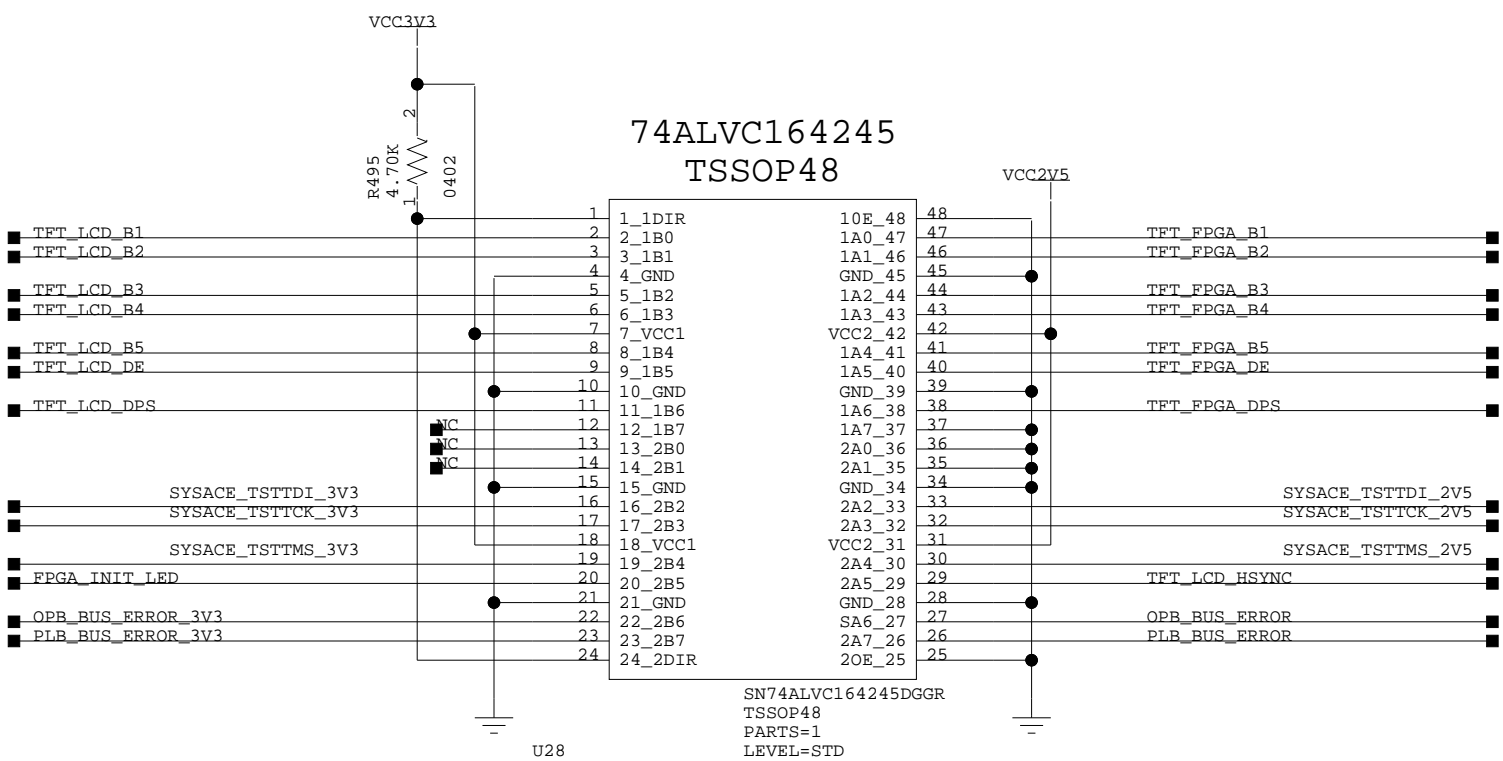 VCC3V3
2
R495
4.70K
1
0402
74ALVC164245
TSSOP48
VCC2V5
1 1_1DIR 10E_48 48
TFT_LCD_B1 2 2_1B0 1A0_47 47 TFT_FPGA_B1
TFT_LCD_B2 3 3_1B1 1A1_46 46 TFT_FPGA_B2
4 4_GND GND_45 45
TFT_LCD_B3 5 5_1B2 1A2_44 44 TFT_FPGA_B3
TFT_LCD_B4 6 6_1B3 1A3_43 43 TFT_FPGA_B4
7 7_VCC1 VCC2_42 42
TFT_LCD_B5 8 8_1B4 1A4_41 41 TFT_FPGA_B5
TFT_LCD_DE 9 9_1B5 1A5_40 40 TFT_FPGA_DE
10 10_GND GND_39 39
TFT_LCD_DPS 11 11_1B6 1A6_38 38 TFT_FPGA_DPS
NC 12 12_1B7 1A7_37 37
NC 13 13_2B0 2A0_36 36
NC 14 14_2B1 2A1_35 35
15 15_GND GND_34 34
SYSACE_TSTTDI_3V3 16 16_2B2 2A2_33 33 SYSACE_TSTTDI_2V5
SYSACE_TSTTCK_3V3 17 17_2B3 2A3_32 32 SYSACE_TSTTCK_2V5
18 18_VCC1 VCC2_31 31
SYSACE_TSTTMS_3V3 19 19_2B4 2A4_30 30 SYSACE_TSTTMS_2V5
FPGA_INIT_LED 20 20_2B5 2A5_29 29 TFT_LCD_HSYNC
21 21_GND GND_28 28
OPB_BUS_ERROR_3V3 22 22_2B6 SA6_27 27 OPB_BUS_ERROR
PLB_BUS_ERROR_3V3 23 23_2B7 2A7_26 26 PLB_BUS_ERROR
24 24_2DIR 2OE_25 25
SN74ALVC164245DGGR
TSSOP48
PARTS=1
U28 LEVEL=STD